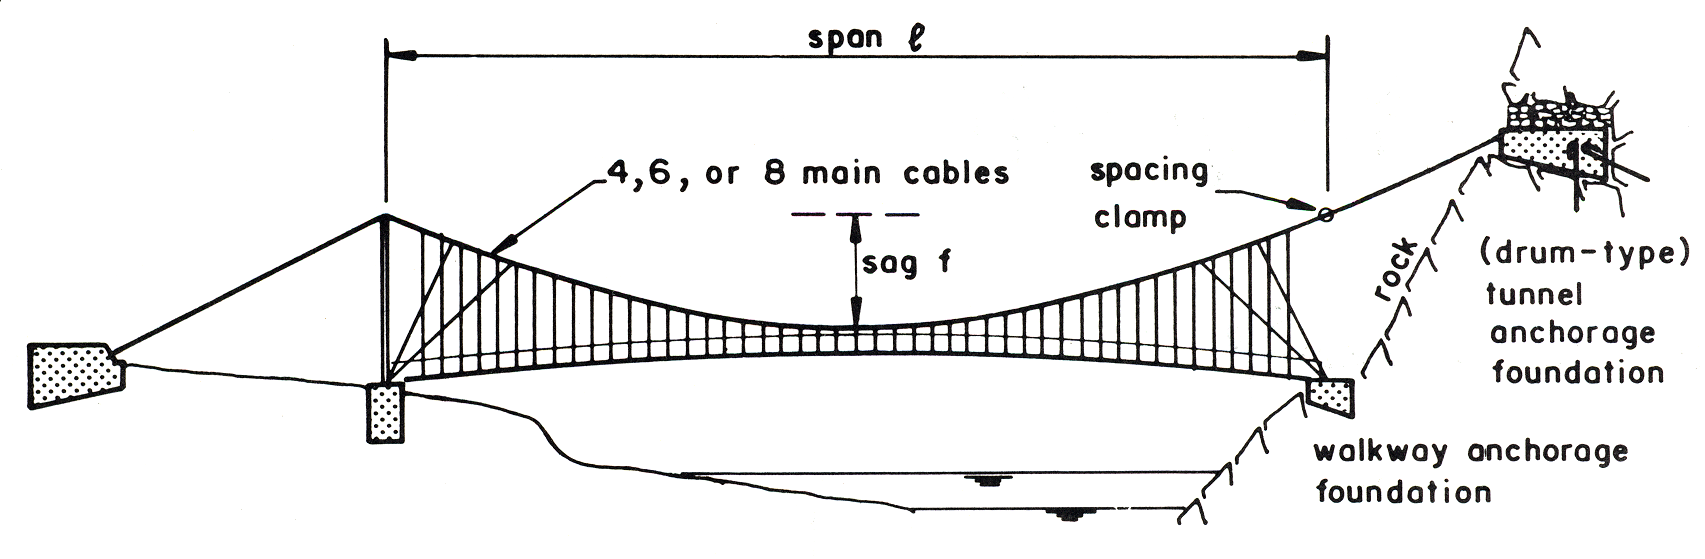 span ℓ
4,6, or 8 main cables
spacing
clamp
sag f
rock
(drum-type)
tunnel
anchorage
foundation
walkway anchorage
foundation